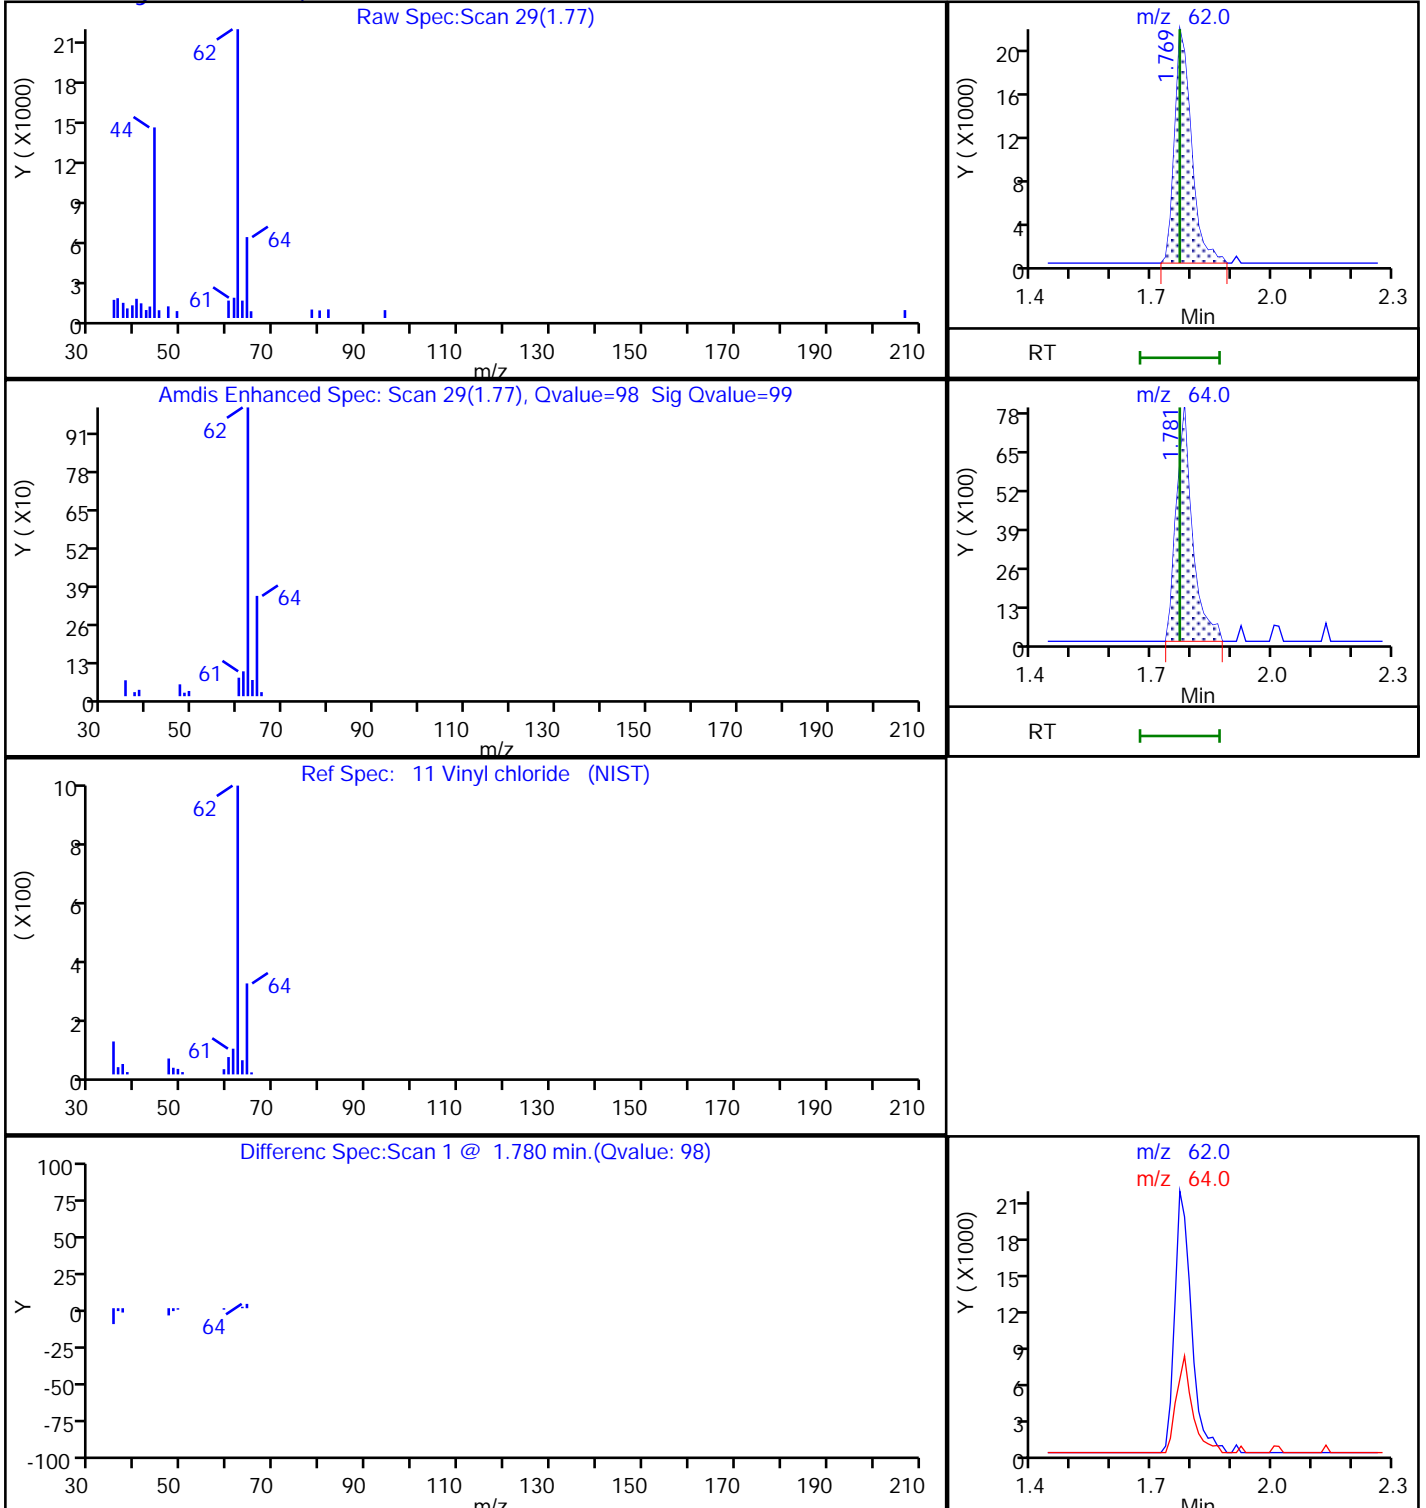 Raw Spec:Scan 29(1.77)
Y ( X1000)
21
18
15
12
9
6
3
0
62
44
64
61
30 50 70 90 110 130 150 170 190 210
m/z
m/z 62.0
Y ( X1000)
20
16
12
8
4
0
1.769
1.4 1.7 2.0 2.3
Min
RT
Amdis Enhanced Spec: Scan 29(1.77), Qvalue=98 Sig Qvalue=99
Y ( X10)
91
78
65
52
39
26
13
0
62
64
61
30 50 70 90 110 130 150 170 190 210
m/z
m/z 64.0
Y ( X100)
78
65
52
39
26
13
0
1.781
1.4 1.7 2.0 2.3
Min
RT
Ref Spec: 11 Vinyl chloride (NIST)
( X100)
10
8
6
4
2
0
62
64
61
30 50 70 90 110 130 150 170 190 210
Differenc Spec:Scan 1 @ 1.780 min.(Qvalue: 98)
Y
100
75
50
25
0
-25
-50
-75
-100
64
30 50 70 90 110 130 150 170 190 210
m/z
m/z 62.0
m/z 64.0
Y ( X1000)
21
18
15
12
9
6
3
0
1.4 1.7 2.0 2.3
Min